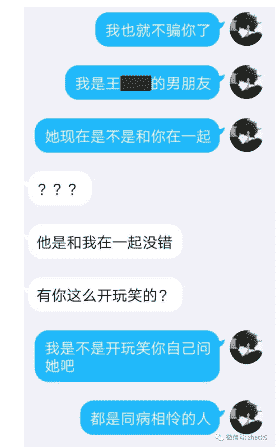 我也就不骗你了
我是王
的男朋友
她现在是不是和你在一起
？？？
他是和我在一起没错
有你这么开玩笑的？
我是不是开玩笑你自己问
她吧
都是同病相怜的人